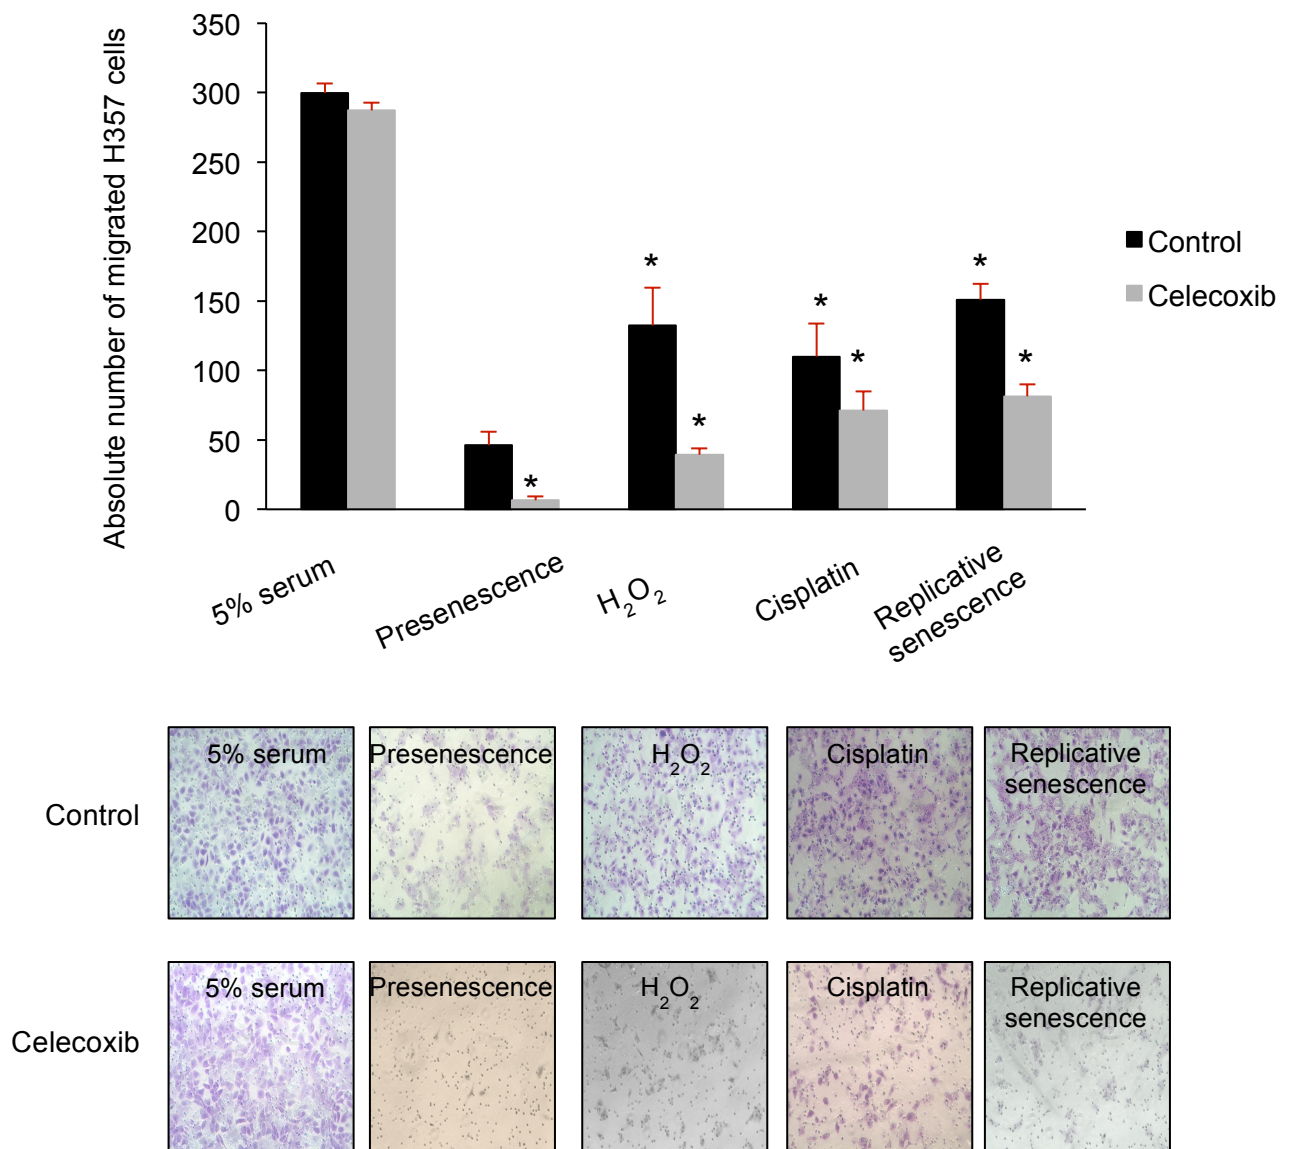 Absolute number of migrated H357 cells
350
300
250
200
150
100
50
0
*
*
*
*
*
*
*
Control
Celecoxib
5% serum
Presenescence
H₂O₂
Cisplatin
Replicative
senescence
Control
5% serum
Presenescence
H₂O₂
Cisplatin
Replicative
senescence
Celecoxib
5% serum
Presenescence
H₂O₂
Cisplatin
Replicative
senescence